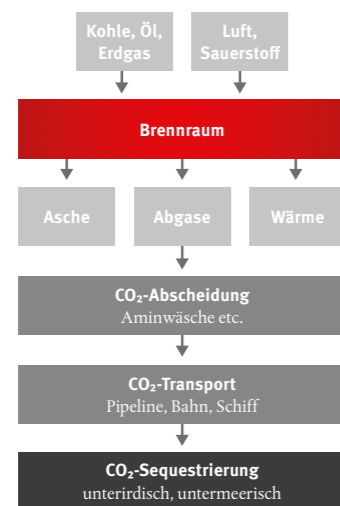 Kohle, Öl,
Erdgas
Luft,
Sauerstoff
Brennraum
Asche
Abgase
Wärme
CO₂-Abscheidung
Aminwäsche etc.
CO₂-Transport
Pipeline, Bahn, Schiff
CO₂-Sequestrierung
unterirdisch, untermeerisch